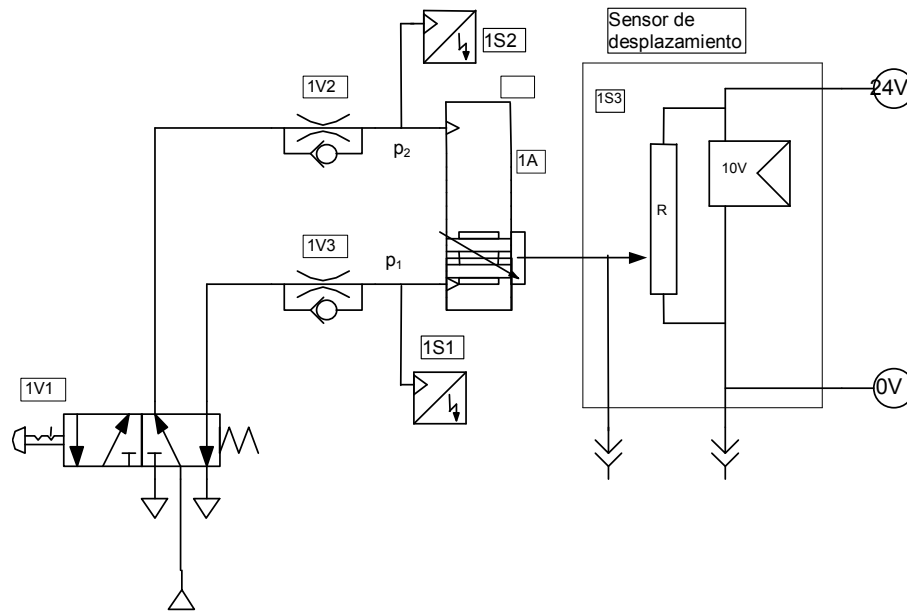 Sensor de
desplazamiento
1S2
1V2
1S3
24V
p2
1A
10V
R
1V3
p1
1S1
0V
1V1